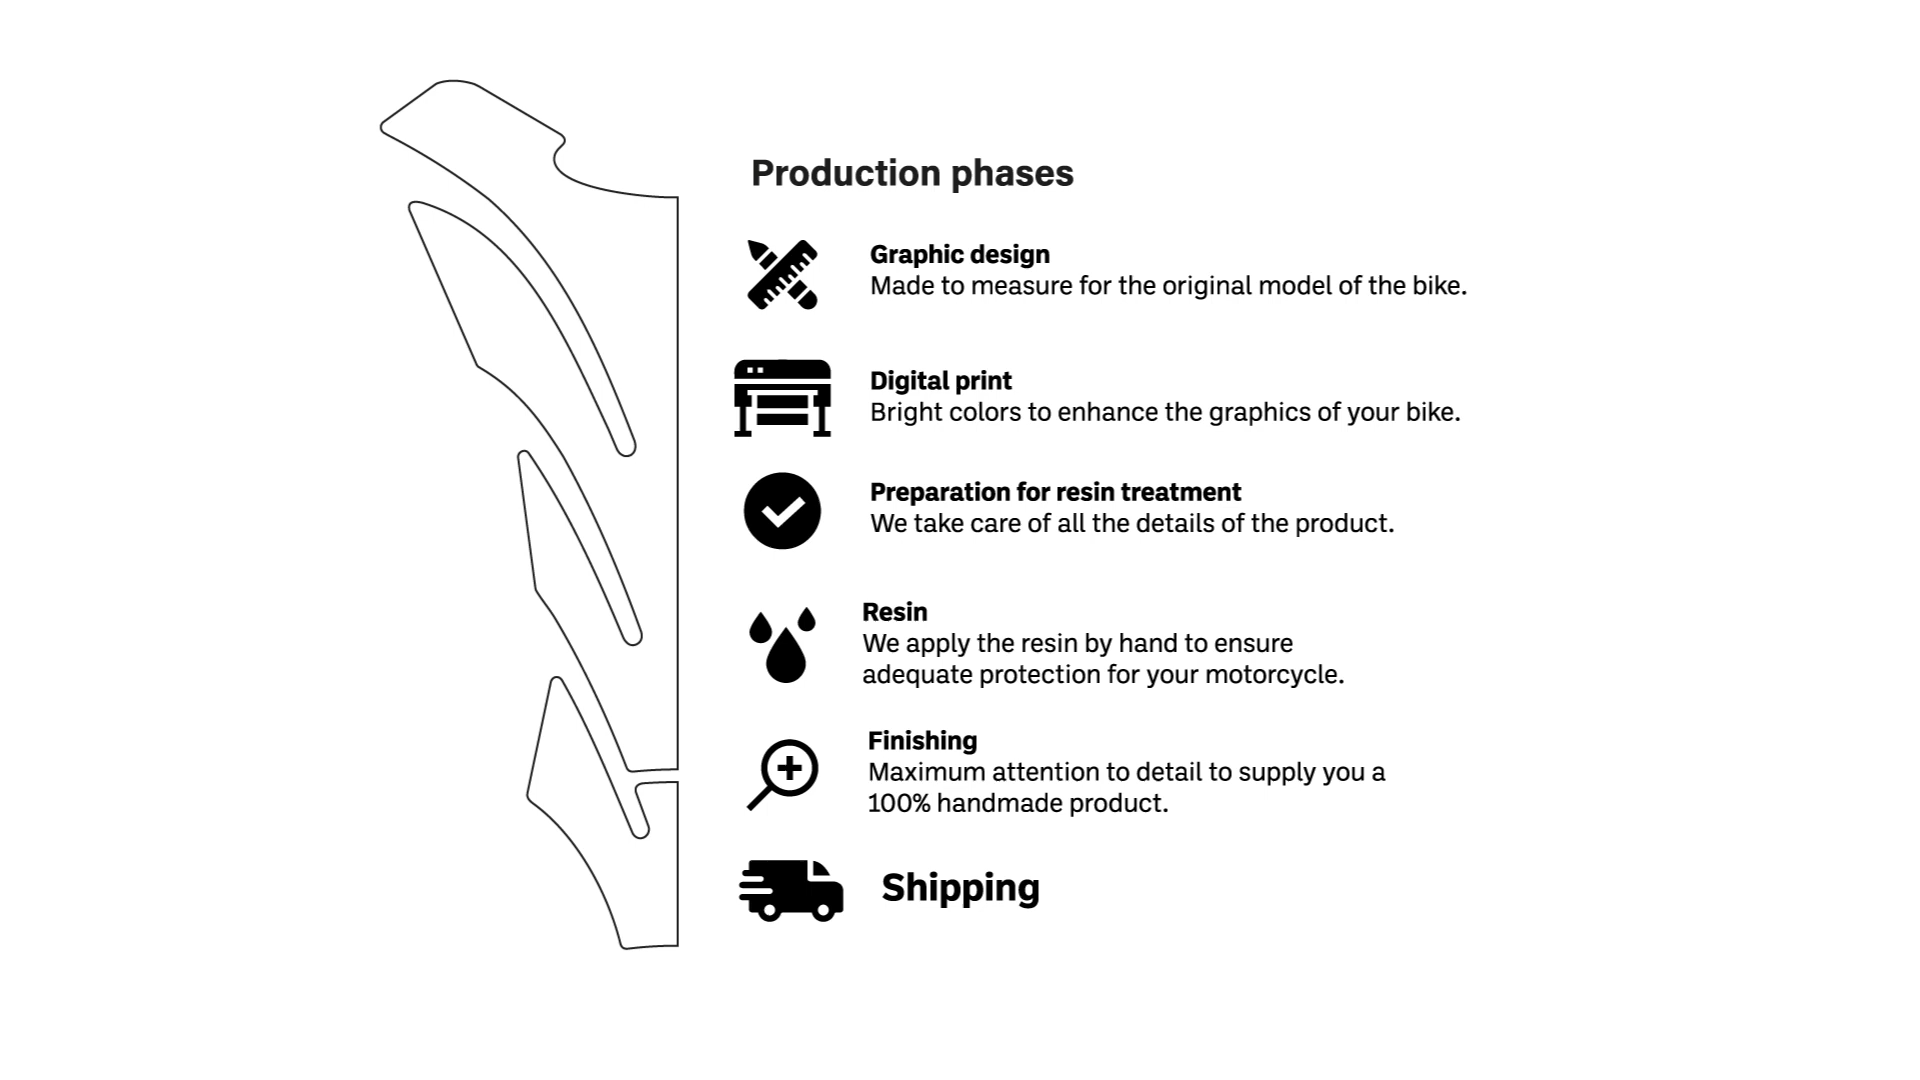 Production phases
Graphic design
Made to measure for the original model of the bike.
Digital print
Bright colors to enhance the graphics of your bike.
Preparation for resin treatment
We take care of all the details of the product.
Resin
We apply the resin by hand to ensure
adequate protection for your motorcycle.
Finishing
Maximum attention to detail to supply you a
100% handmade product.
Shipping